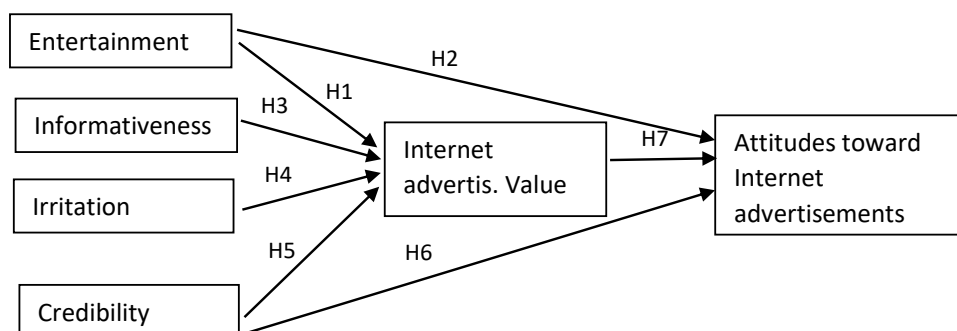 Entertainment
H2
H1
H3
Informativeness
Internet
advertis. Value
H7
Attitudes toward
Internet
advertisements
H4
Irritation
H5
H6
Credibility